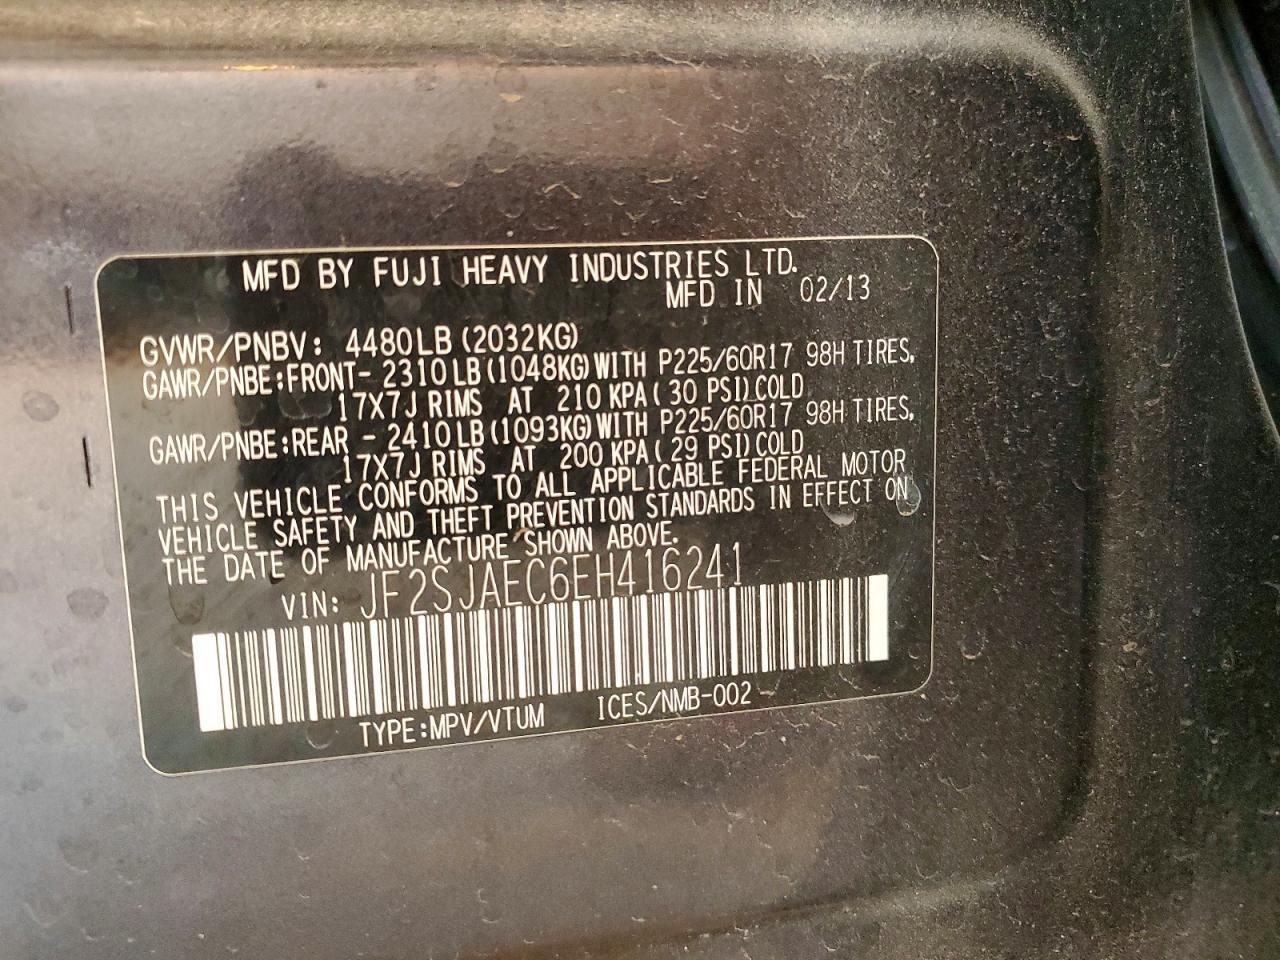 MFD BY FUJI HEAVY INDUSTRIES LTD.
MFD IN 02/13
GVWR/PNBV: 4480LB (2032KG)
GAWR/PNBE:FRONT- 2310LB (1048KG) WITH P225/60R17 98H TIRES,
17X7J RIMS AT 210 KPA( 30 PSI) COLD
GAWR/PNBE:REAR - 2410LB (1093KG) WITH P225/60R17 98H TIRES,
17X7J RIMS AT 200 KPA( 29 PSI) COLD
THIS VEHICLE CONFORMS TO ALL APPLICABLE FEDERAL MOTOR
VEHICLE SAFETY AND THEFT PREVENTION STANDARDS IN EFFECT ON
THE DATE OF MANUFACTURE SHOWN ABOVE.
VIN: JF2SJAEC6EH416241
TYPE:MPV/VTUM ICES/NMB-002